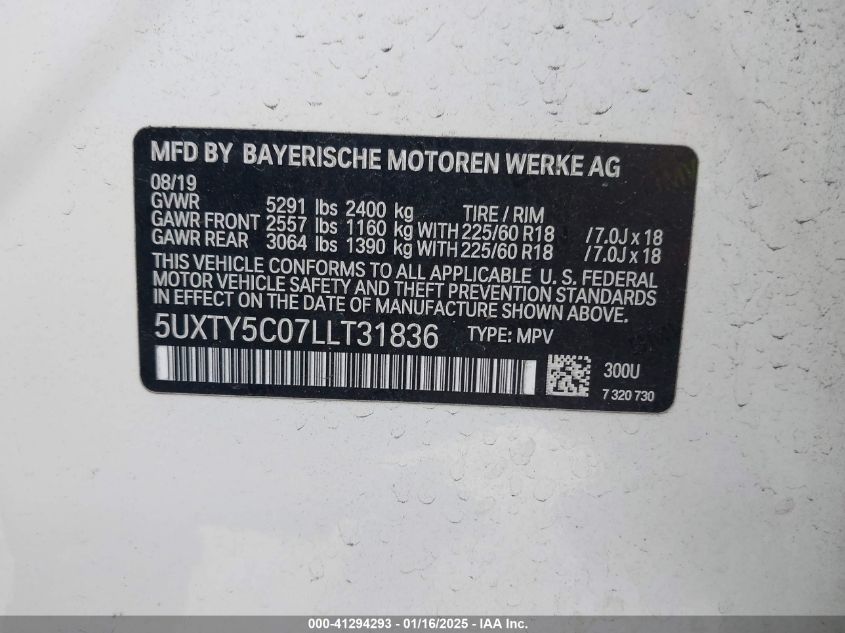 MFD BY BAYERISCHE MOTOREN WERKE AG
08/19
GVWR 5291 lbs 2400 kg TIRE / RIM
GAWR FRONT 2557 lbs 1160 kg WITH 225/60 R18 /7.0J x 18
GAWR REAR 3064 lbs 1390 kg WITH 225/60 R18 /7.0J x 18
THIS VEHICLE CONFORMS TO ALL APPLICABLE U. S. FEDERAL
MOTOR VEHICLE SAFETY AND THEFT PREVENTION STANDARDS
IN EFFECT ON THE DATE OF MANUFACTURE SHOWN ABOVE.
5UXTY5C07LLT31836 TYPE: MPV
300U
7 320 730
000-41294293 - 01/16/2025 - IAA Inc.